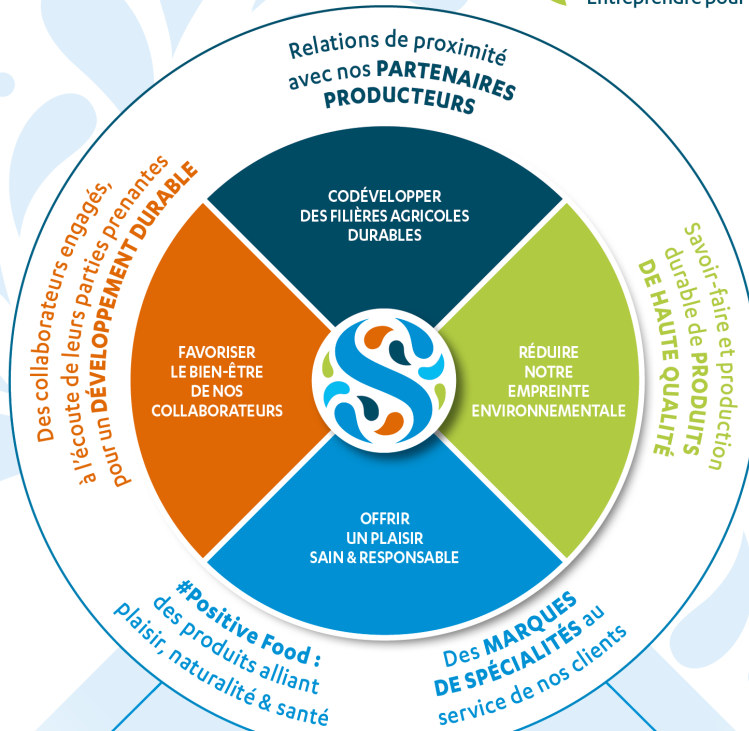 Entreprendre pour
Relations de proximité
avec nos PARTENAIRES
PRODUCTEURS
CODÉVELOPPER
DES FILIÈRES AGRICOLES
DURABLES
Des collaborateurs engagés,
à l'écoute de leurs parties prenantes
pour un DÉVELOPPEMENT DURABLE
FAVORISER
LE BIEN-ÊTRE
DE NOS
COLLABORATEURS
RÉDUIRE
NOTRE
EMPREINTE
ENVIRONNEMENTALE
Savoir-faire et production
durable de PRODUITS
DE HAUTE QUALITÉ
OFFRIR
UN PLAISIR
SAIN & RESPONSABLE
#Positive Food :
des produits alliant
plaisir, naturalité & santé
Des MARQUES
DE SPÉCIALITÉS au
service de nos clients